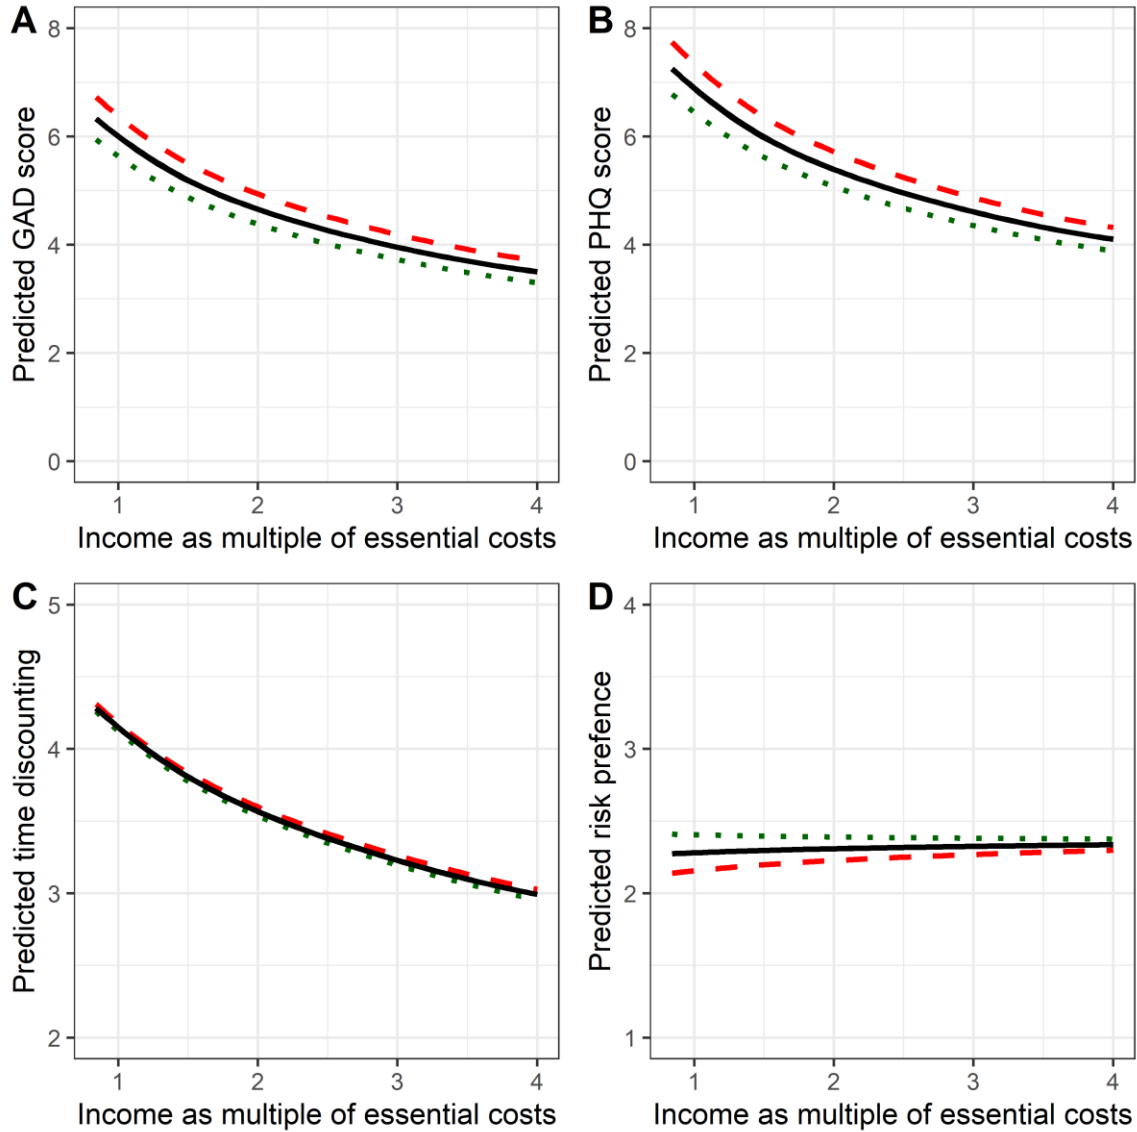 A
8
6
4
2
0
Predicted GAD score
1 2 3 4
Income as multiple of essential costs
B
8
6
4
2
0
Predicted PHQ score
1 2 3 4
Income as multiple of essential costs
C
5
4
3
2
Predicted time discounting
1 2 3 4
Income as multiple of essential costs
D
4
3
2
1
Predicted risk prefence
1 2 3 4
Income as multiple of essential costs